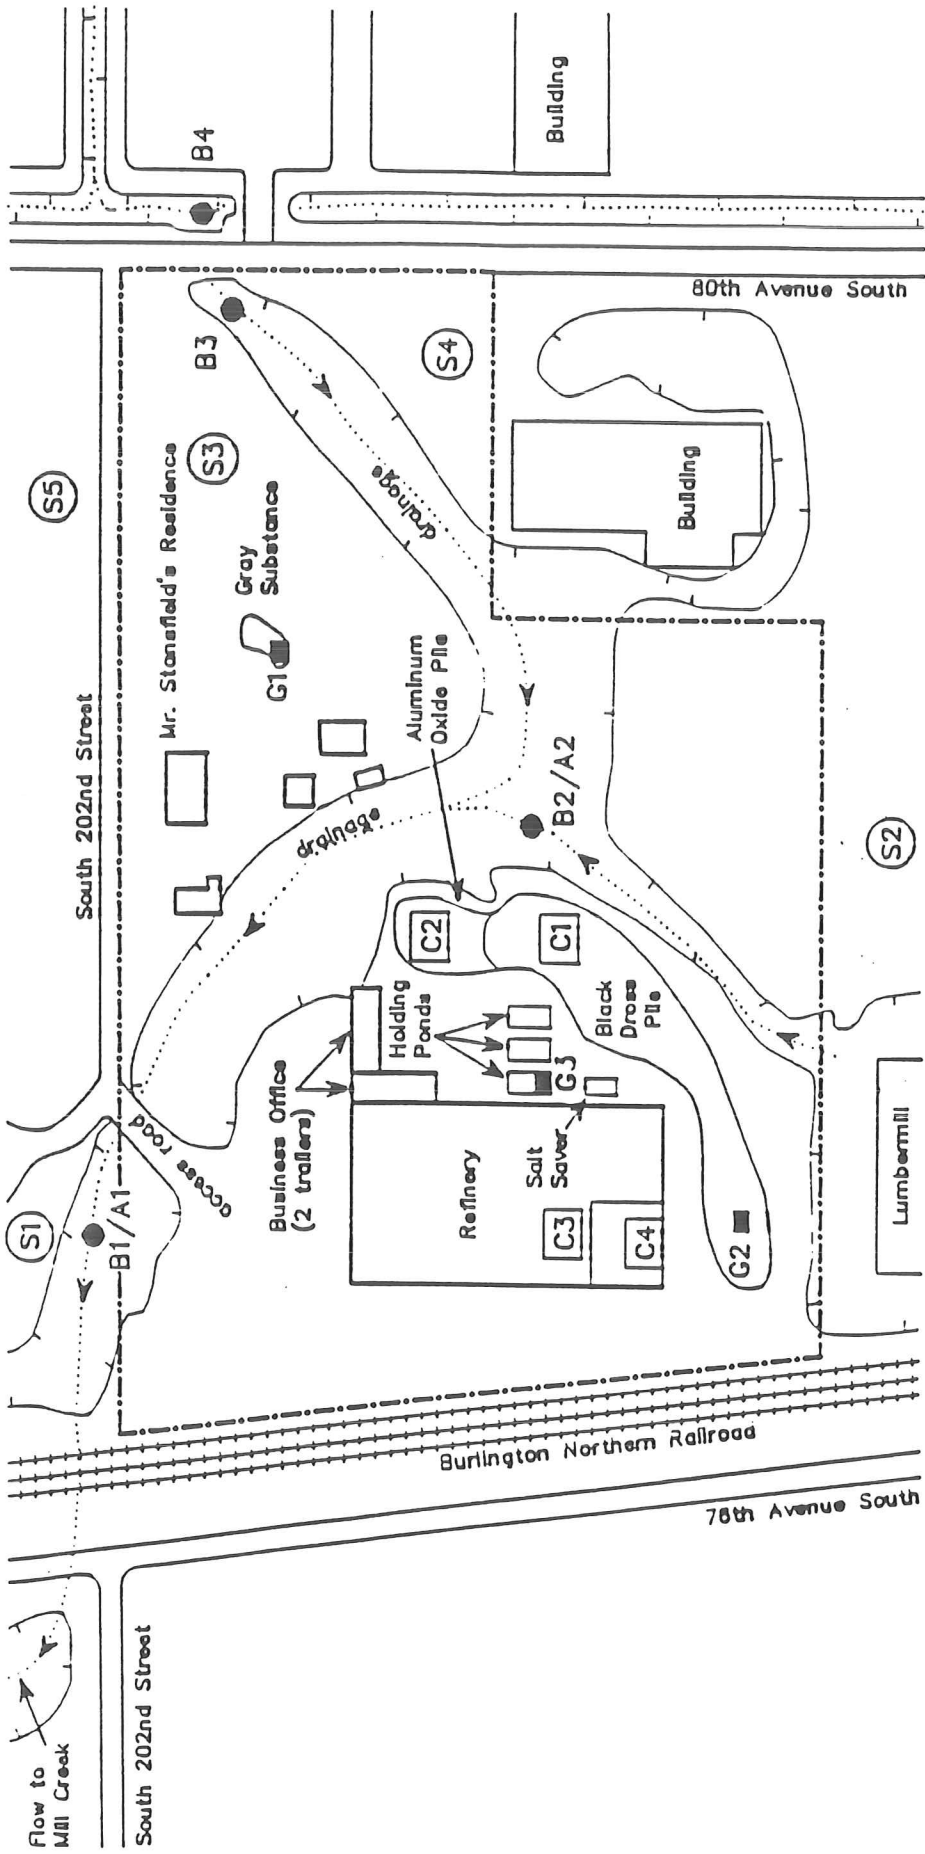 Flow to
Mill Creek
South 202nd Street
S1
B1/A1
access road
South 202nd Street
S5
Mr. Stansfield's Residence
S3
B3
B4
Gray
Substance
G1
drainage
drainage
S4
Building
80th Avenue South
Building
Aluminum
Oxide Pile
B2/A2
S2
Business Office
(2 trailers)
Holding
Ponds
C2
C1
Black
Dross
Pile
G3
Salt
Saver
Refinery
C3
C4
G2
Lumbermill
Burlington Northern Railroad
76th Avenue South